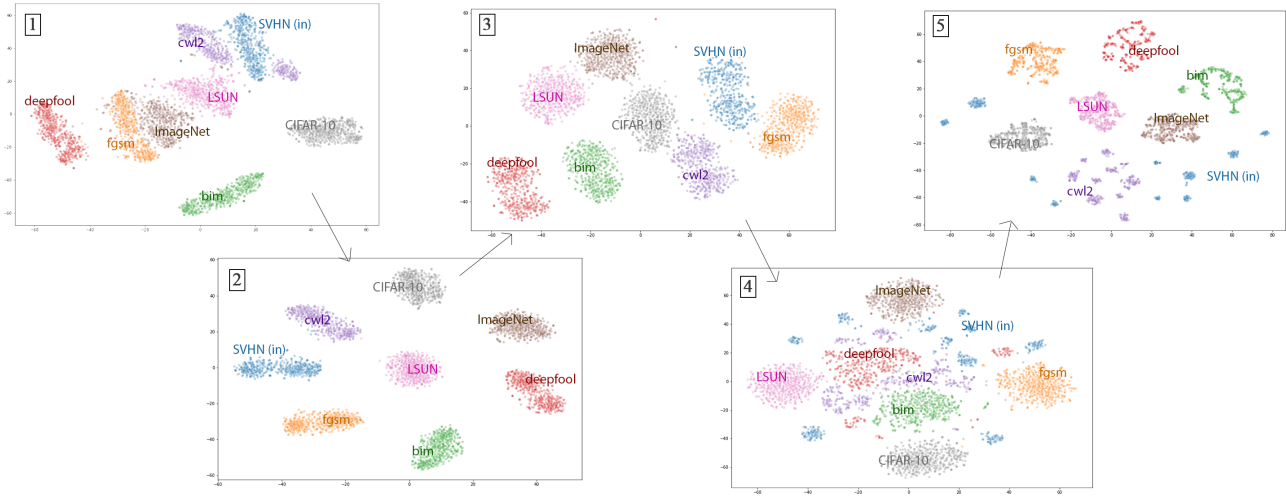 1
SVHN (in)
cwl2
LSUN
deepfool
ImageNet
fgsm
CIFAR-10
bim
2
CIFAR-10
cwl2
ImageNet
SVHN (in)
LSUN
deepfool
fgsm
bim
3
ImageNet
SVHN (in)
LSUN
CIFAR-10
fgsm
deepfool
bim
cwl2
4
ImageNet
SVHN (in)
deepfool
LSUN
cwl2
fgsm
bim
CIFAR-10
5
fgsm
deepfool
bim
LSUN
ImageNet
CIFAR-10
cwl2
SVHN (in)